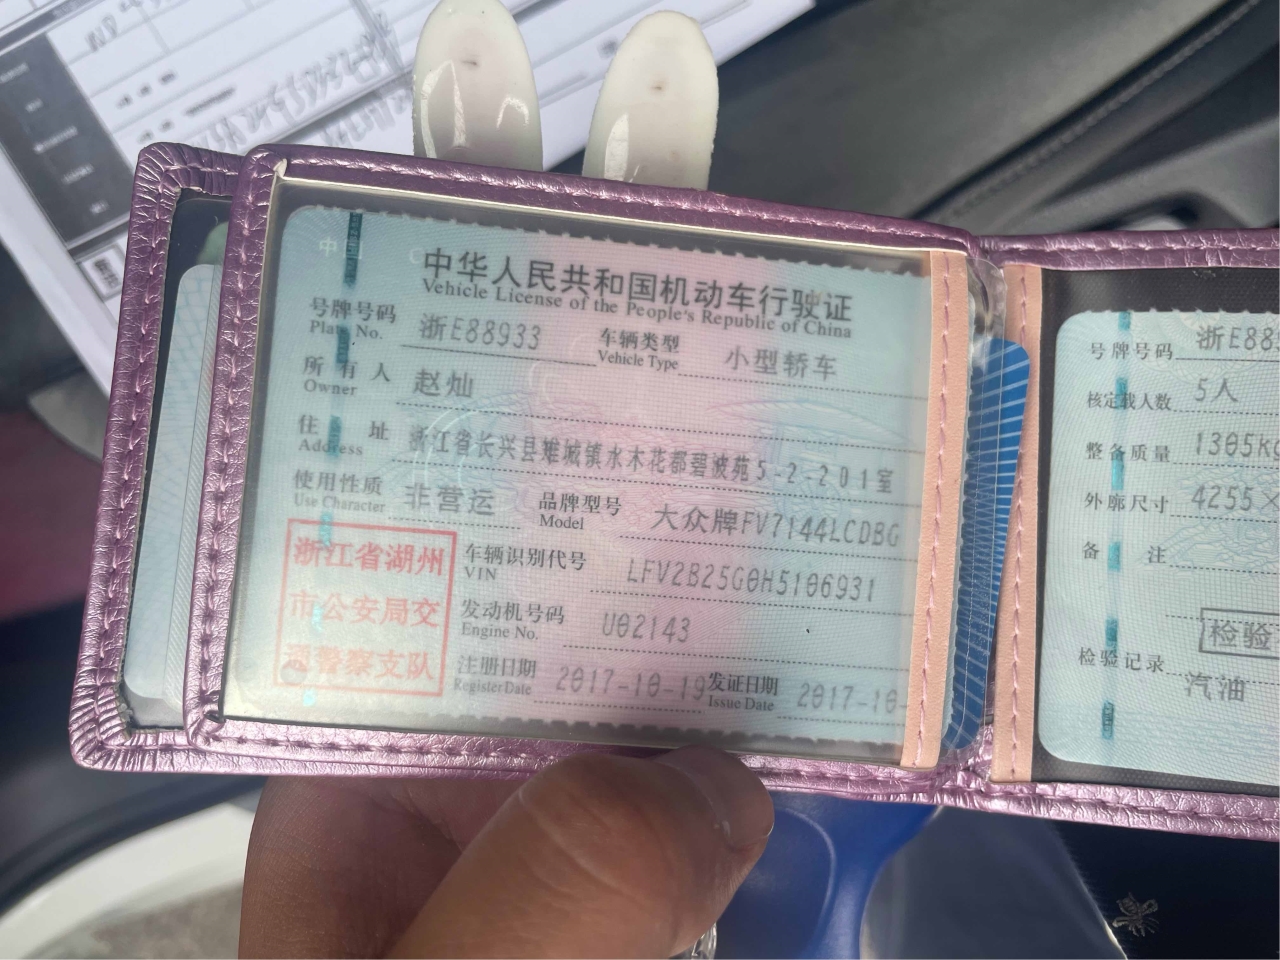 中华人民共和国机动车行驶证
Vehicle License of the People's Republic of China
号牌号码 浙E88933 车辆类型 小型轿车
Plate No. Vehicle Type
所有人 赵灿
Owner
住址 浙江省长兴县雉城镇水木花都碧波苑5-2-201室
Address
使用性质 非营运 品牌型号 大众牌FV7144LCDBG
Use Character Model
浙江省湖州
市公安局交
通警察支队
车辆识别代号 LFV2B25G0H5106931
VIN
发动机号码 U02143
Engine No.
注册日期 2017-10-19 发证日期 2017-10-
Register Date Issue Date
号牌号码 浙E88
核定载人数 5人
整备质量 1305kg
外廓尺寸 4255×
备注
检验
检验记录
汽油